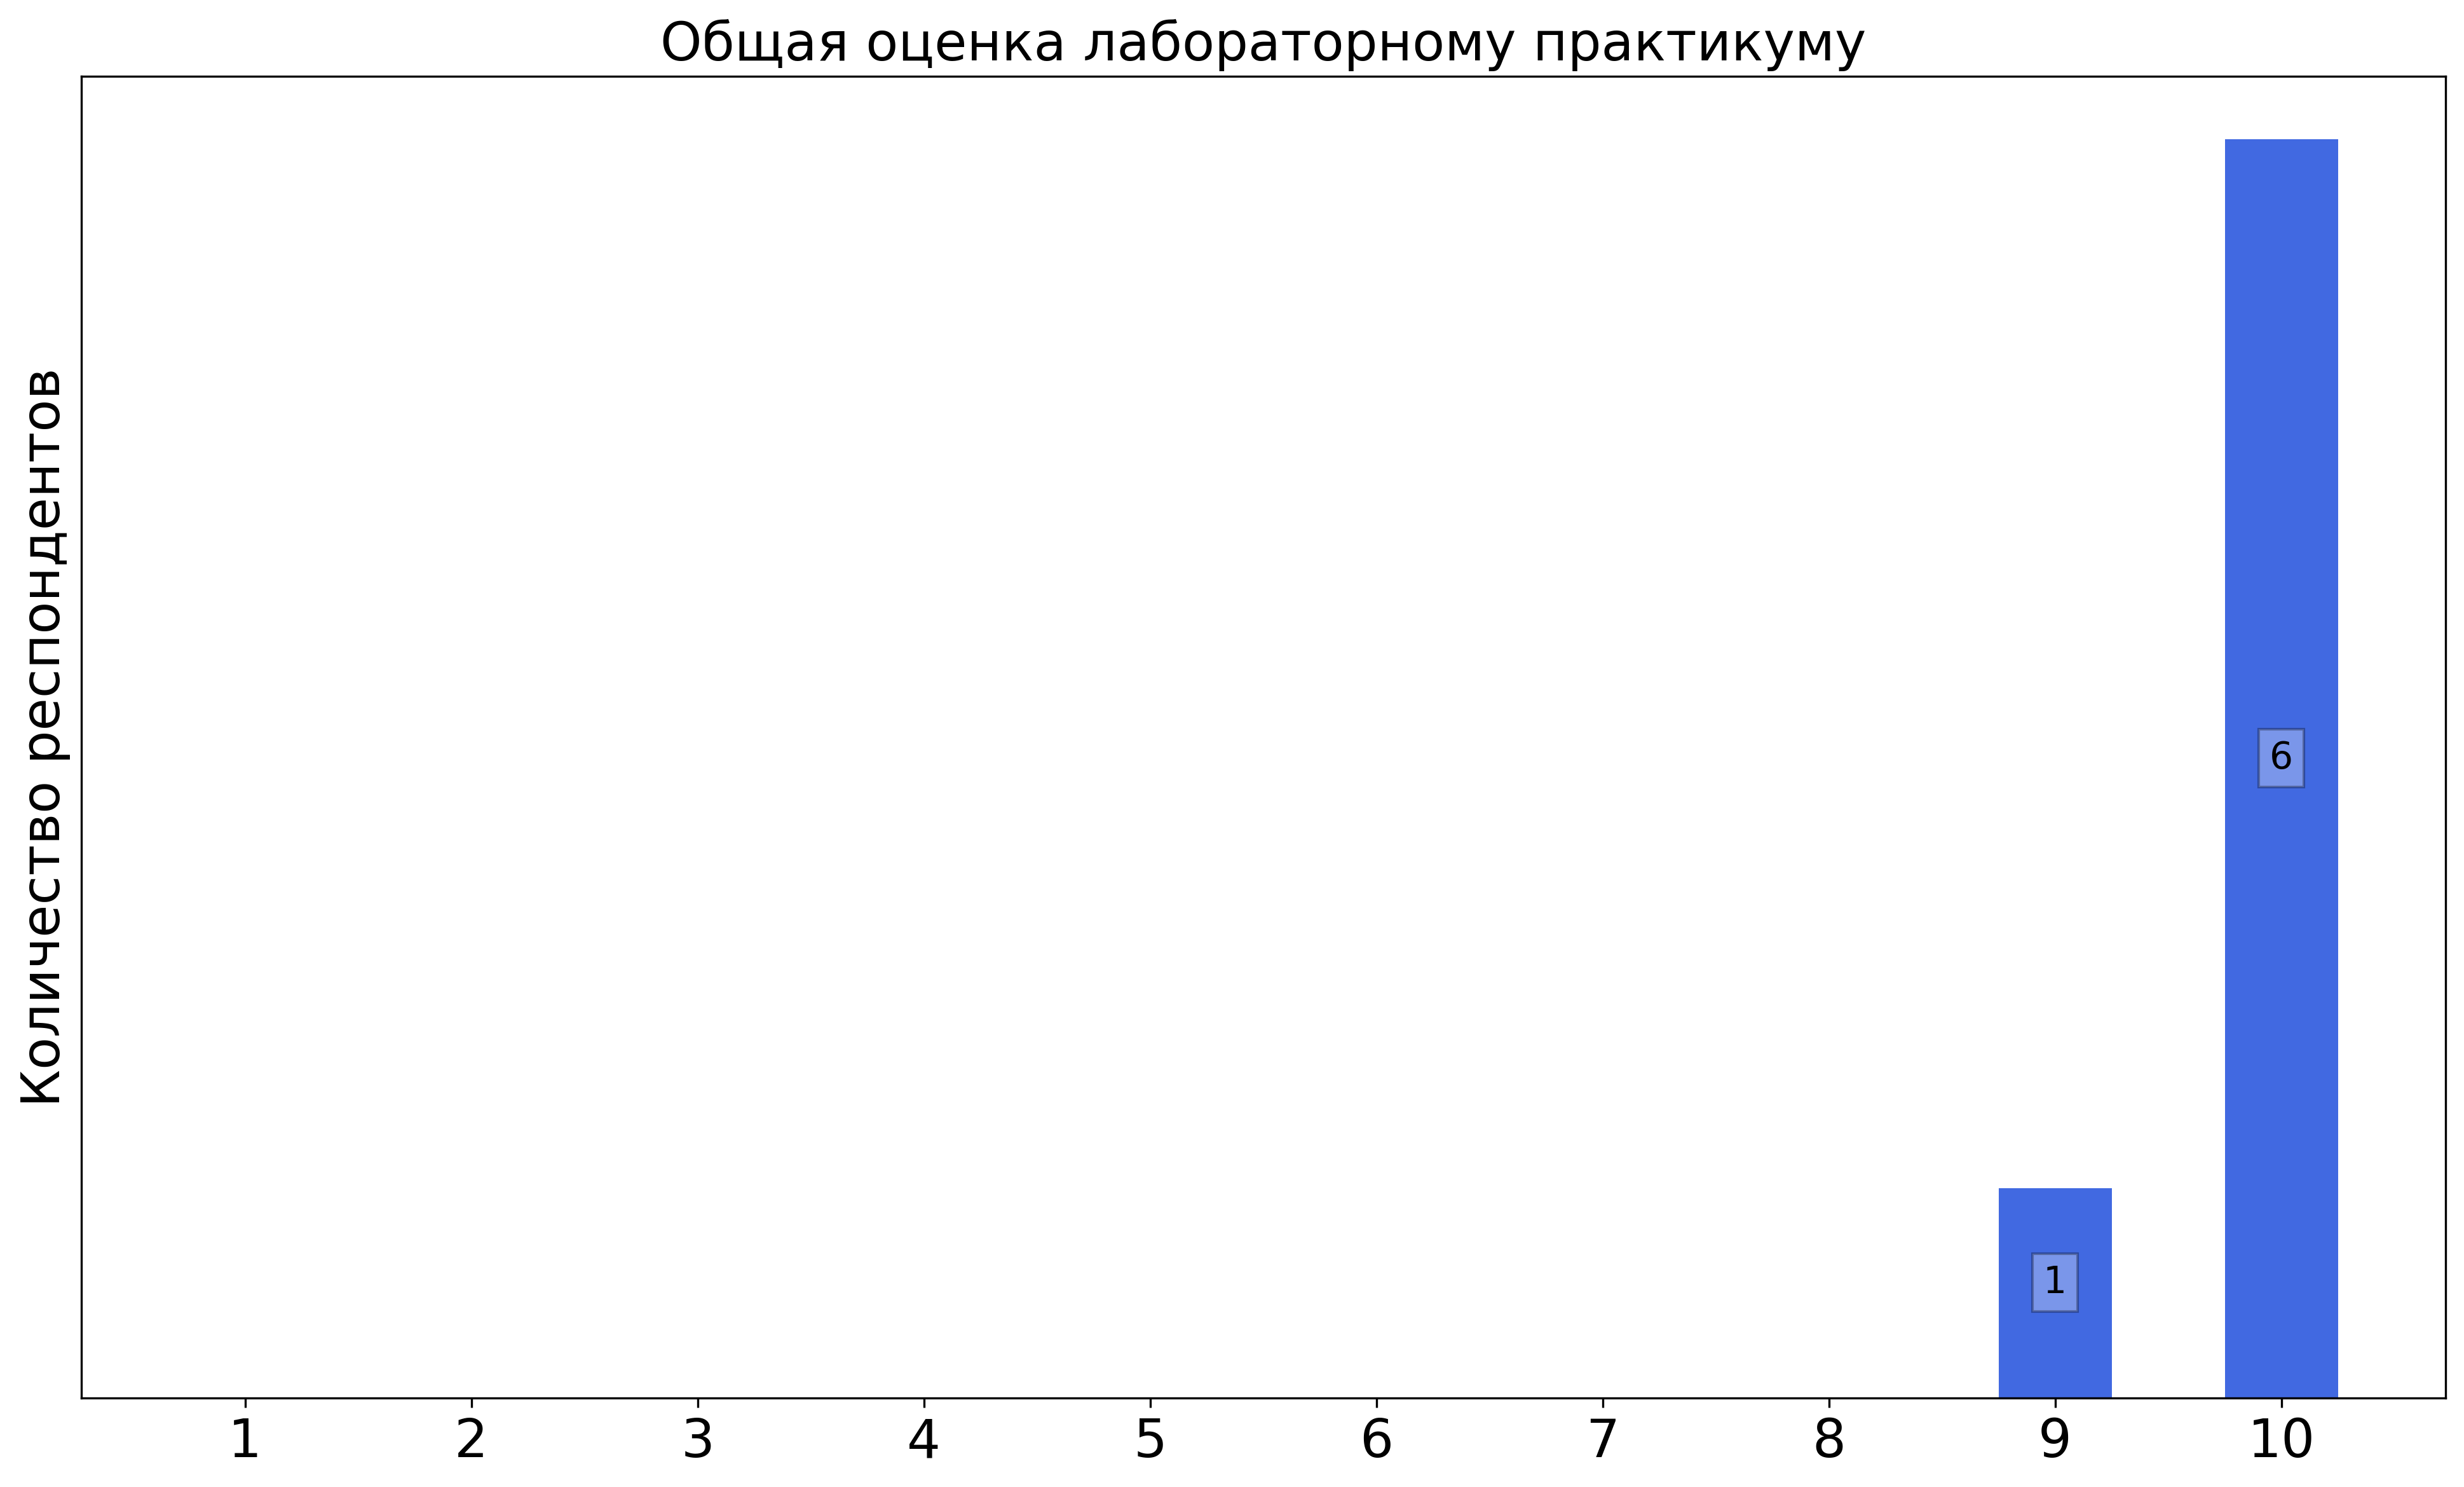 Общая оценка лабораторному практикуму
Количество респондентов
6
1
1 2 3 4 5 6 7 8 9 10